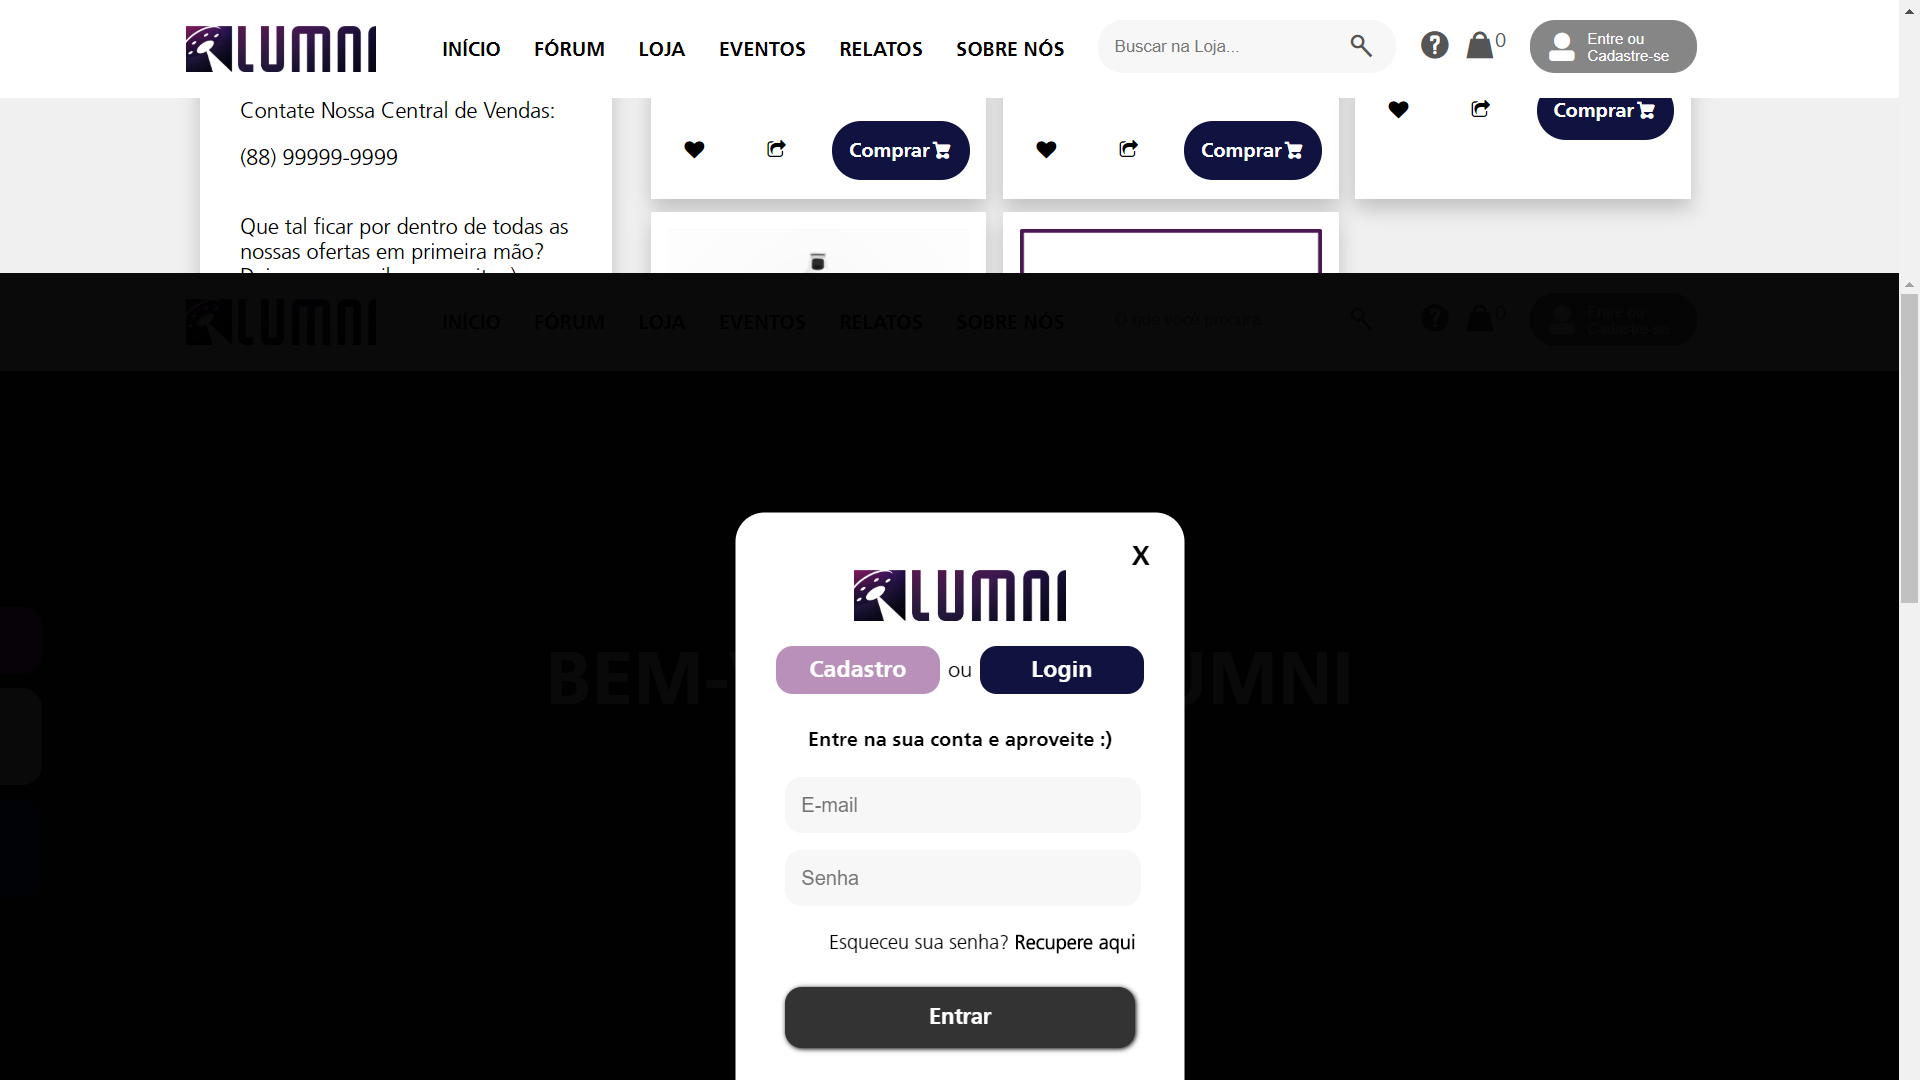 LUMNI
INÍCIO FÓRUM LOJA EVENTOS RELATOS SOBRE NÓS
Buscar na Loja...
0
Entre ou
Cadastre-se
Contate Nossa Central de Vendas:
(88) 99999-9999
Que tal ficar por dentro de todas as
nossas ofertas em primeira mão?
Comprar
Comprar
Comprar
LUMNI
INÍCIO FÓRUM LOJA EVENTOS RELATOS SOBRE NÓS
O que você procura
0
Entre ou
Cadastre-se
BEM- UMNI
X
LUMNI
Cadastro ou Login
Entre na sua conta e aproveite :)
E-mail
Senha
Esqueceu sua senha? Recupere aqui
Entrar